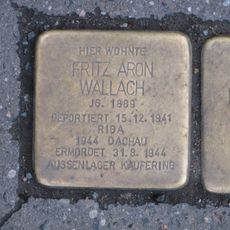 HIER WOHNTE
FRITZ ARON
WALLACH
JG. 1889
DEPORTIERT 15.12.1941
RIGA
1944 DACHAU
ERMORDET 31.8.1944
AUSSENLAGER KAUFERING